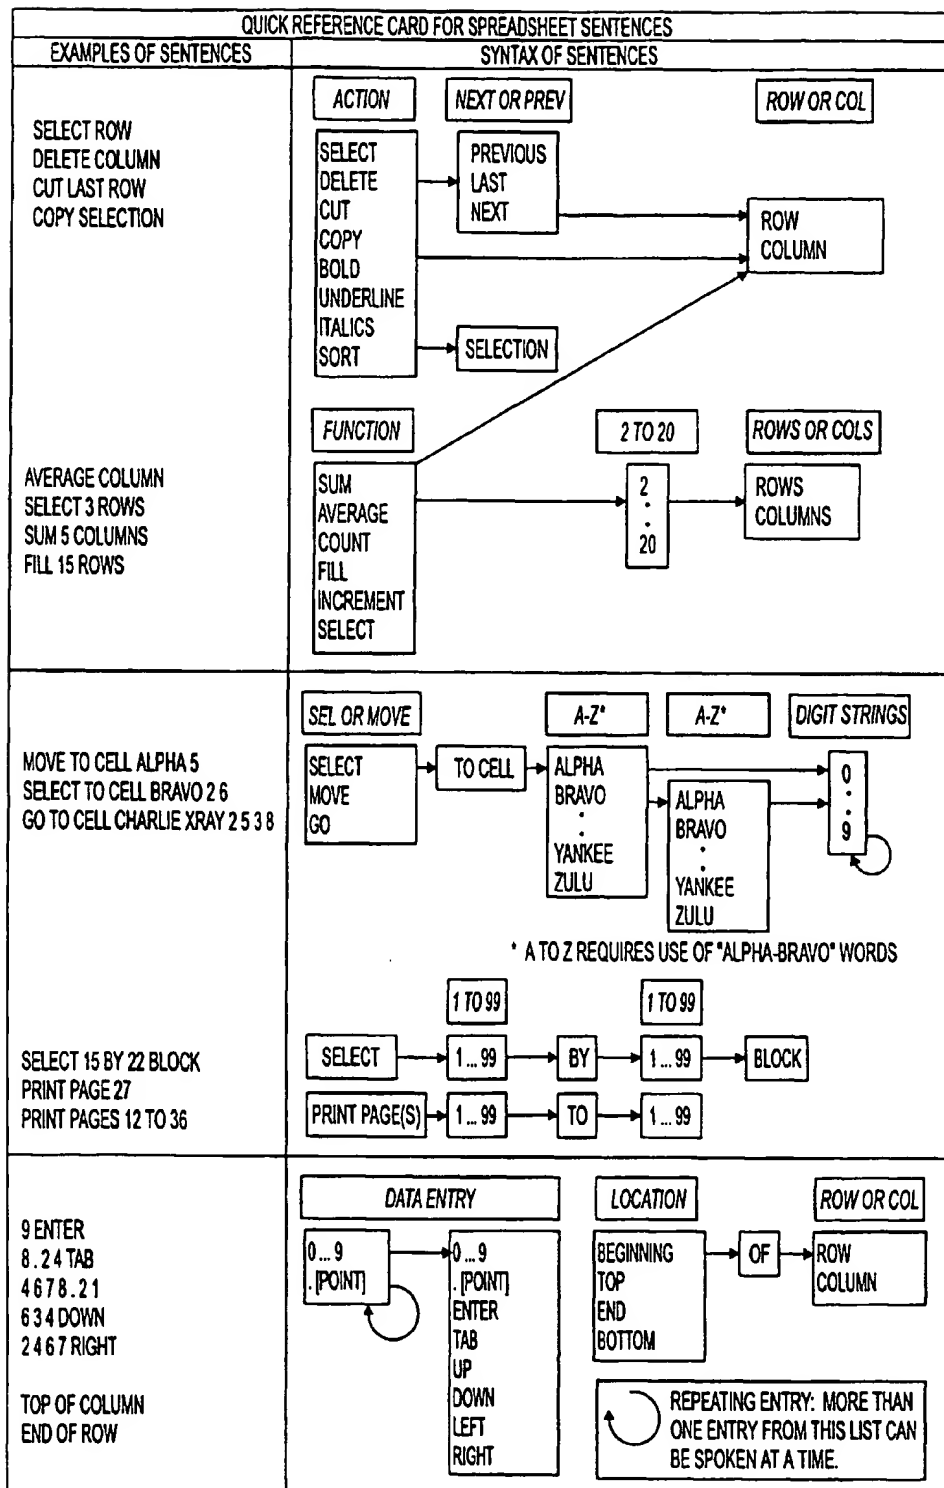 QUICK REFERENCE CARD FOR SPREADSHEET SENTENCES
EXAMPLES OF SENTENCES
SYNTAX OF SENTENCES
SELECT ROW
DELETE COLUMN
CUT LAST ROW
COPY SELECTION
ACTION
NEXT OR PREV
ROW OR COL
SELECT
DELETE
CUT
COPY
BOLD
UNDERLINE
ITALICS
SORT
PREVIOUS
LAST
NEXT
ROW
COLUMN
SELECTION
AVERAGE COLUMN
SELECT 3 ROWS
SUM 5 COLUMNS
FILL 15 ROWS
FUNCTION
2 TO 20
ROWS OR COLS
SUM
AVERAGE
COUNT
FILL
INCREMENT
SELECT
2
.
.
20
ROWS
COLUMNS
MOVE TO CELL ALPHA 5
SELECT TO CELL BRAVO 2 6
GO TO CELL CHARLIE XRAY 2 5 3 8
SEL OR MOVE
A-Z*
A-Z*
DIGIT STRINGS
SELECT
MOVE
GO
TO CELL
ALPHA
BRAVO
.
.
YANKEE
ZULU
ALPHA
BRAVO
.
.
YANKEE
ZULU
0
.
.
9
* A TO Z REQUIRES USE OF "ALPHA-BRAVO" WORDS
SELECT 15 BY 22 BLOCK
PRINT PAGE 27
PRINT PAGES 12 TO 36
1 TO 99
1 TO 99
SELECT
1 ... 99
BY
1 ... 99
BLOCK
PRINT PAGE(S)
1 ... 99
TO
1 ... 99
9 ENTER
8 . 2 4 TAB
4 6 7 8 . 2 1
6 3 4 DOWN
2 4 6 7 RIGHT
TOP OF COLUMN
END OF ROW
DATA ENTRY
LOCATION
ROW OR COL
0 ... 9
. [POINT]
0 ... 9
. [POINT]
ENTER
TAB
UP
DOWN
LEFT
RIGHT
BEGINNING
TOP
END
BOTTOM
OF
ROW
COLUMN
REPEATING ENTRY: MORE THAN
ONE ENTRY FROM THIS LIST CAN
BE SPOKEN AT A TIME.